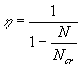 η = 1 / (1 − N / N_cr)